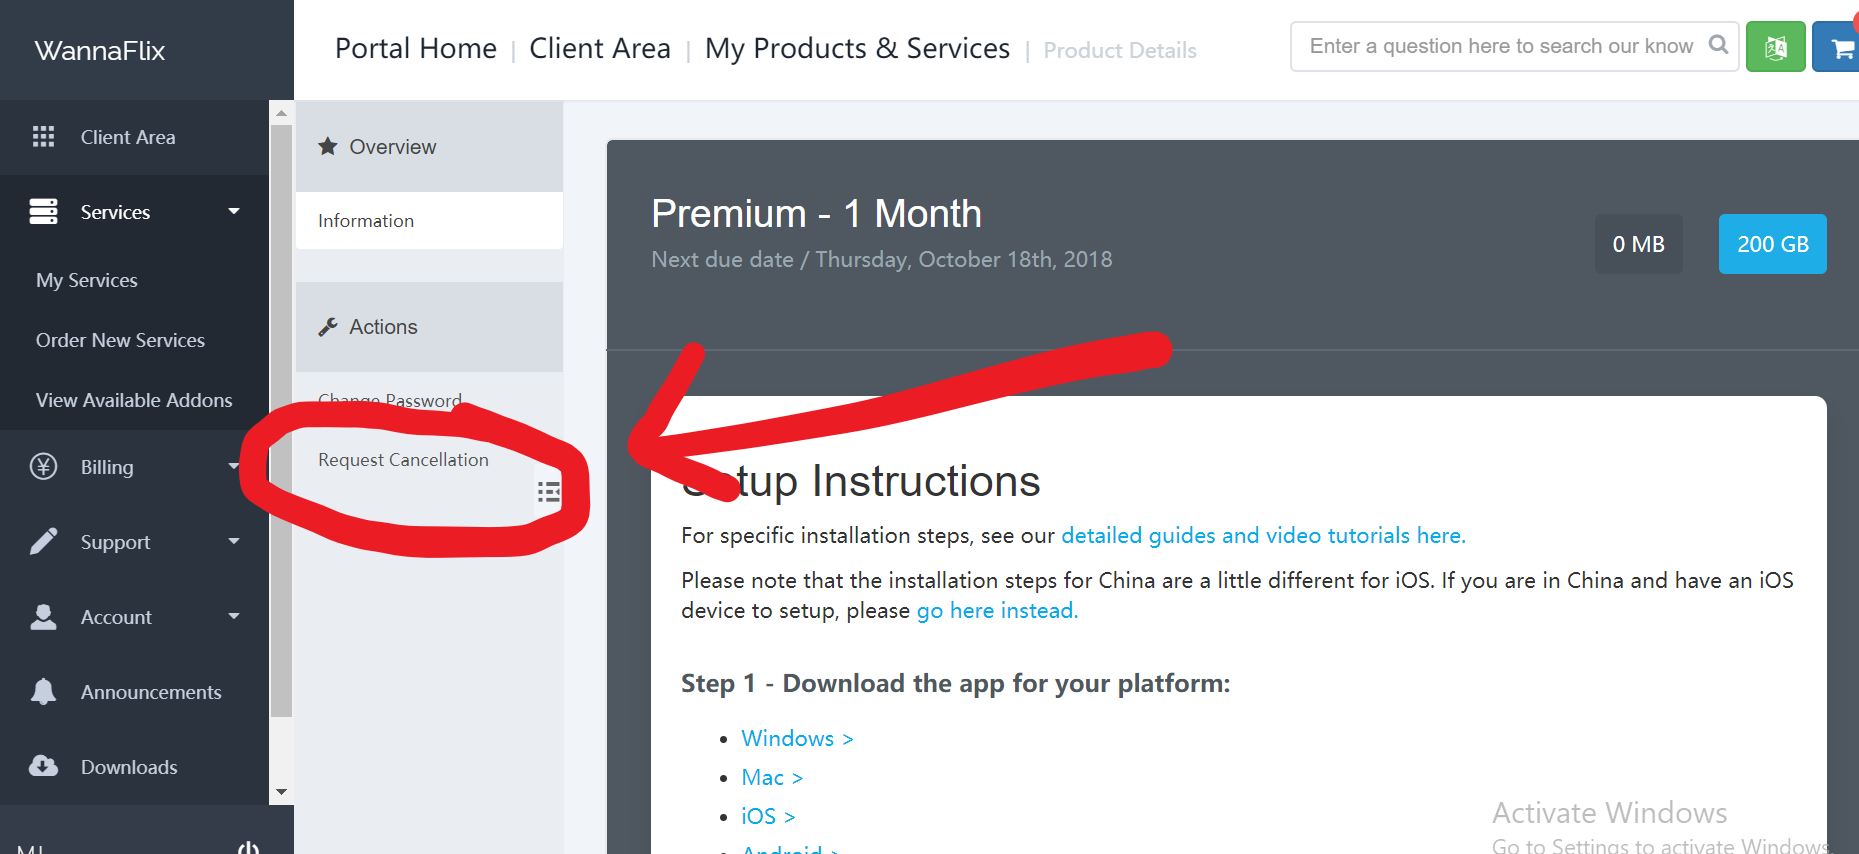 WannaFlix
Portal Home | Client Area | My Products & Services | Product Details
Enter a question here to search our know
Client Area
Services
My Services
Order New Services
View Available Addons
Billing
Support
Account
Announcements
Downloads
Overview
Information
Actions
Change Password
Request Cancellation
Premium - 1 Month
Next due date / Thursday, October 18th, 2018
0 MB
200 GB
Setup Instructions
For specific installation steps, see our detailed guides and video tutorials here.
Please note that the installation steps for China are a little different for iOS. If you are in China and have an iOS
device to setup, please go here instead.
Step 1 - Download the app for your platform:
• Windows >
• Mac >
• iOS >
• Android >
Activate Windows
Go to Settings to activate Windows.